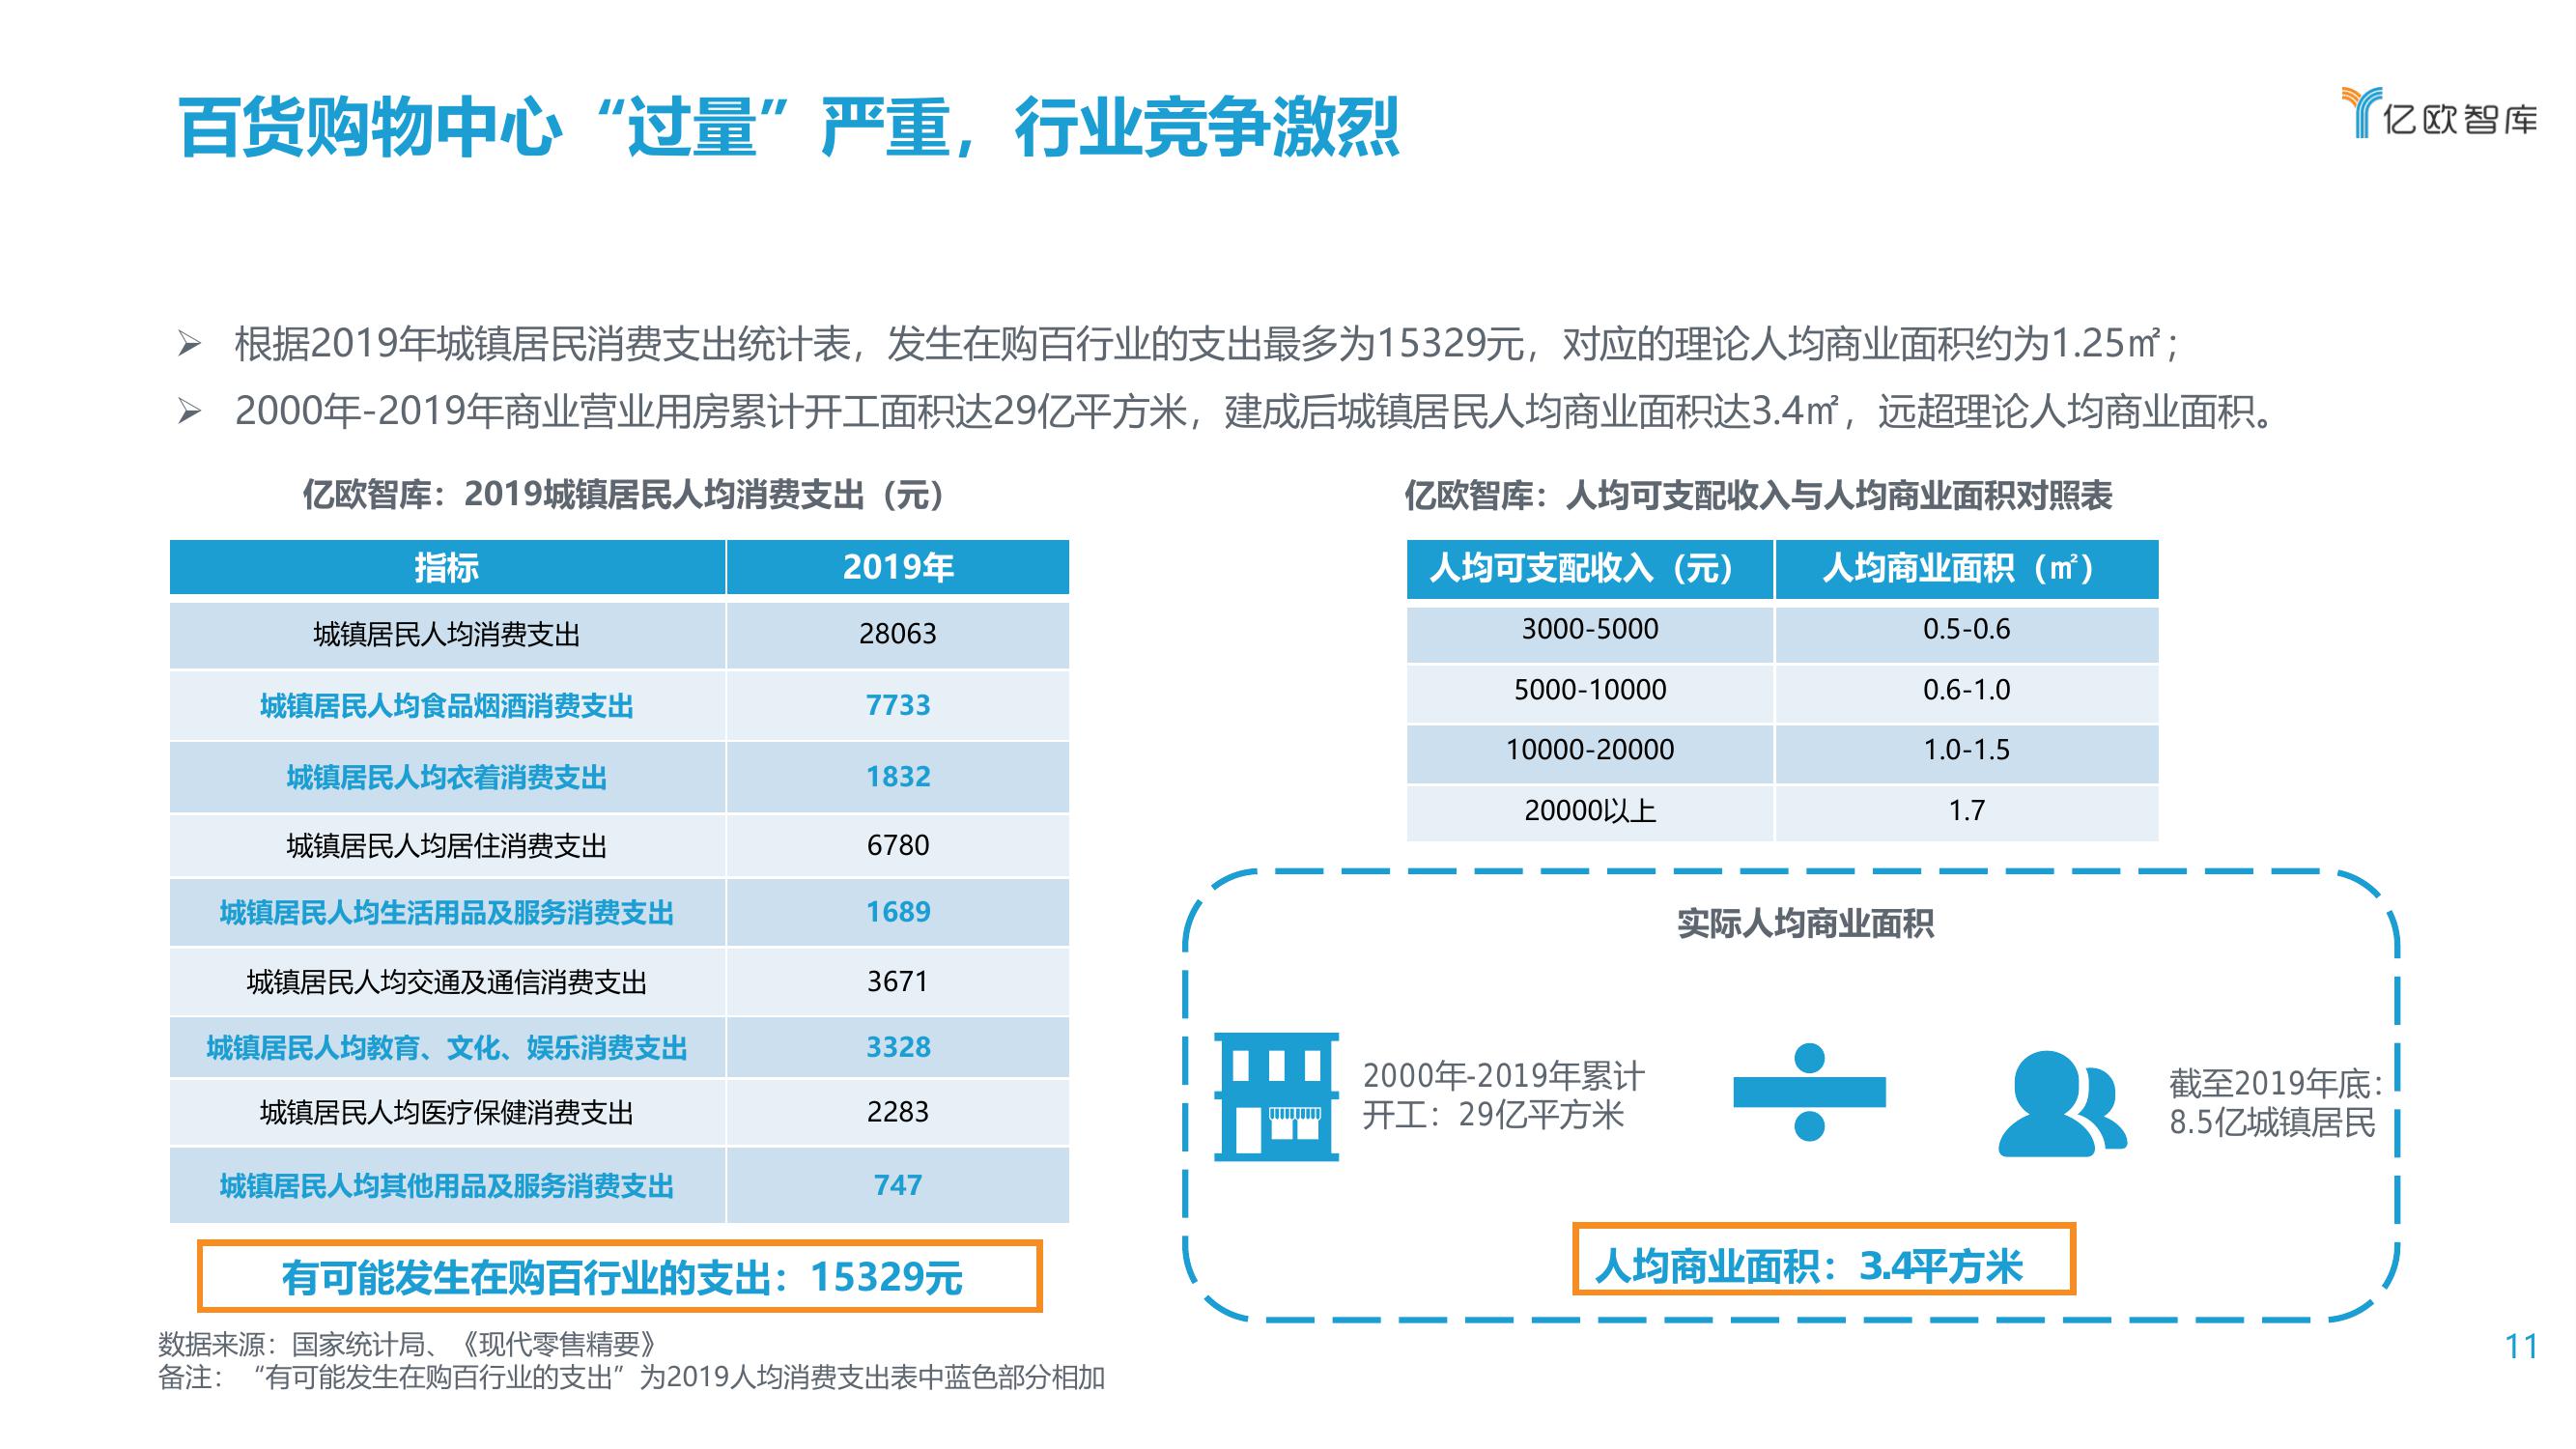 百货购物中心“过量”严重，行业竞争激烈
亿欧智库
根据2019年城镇居民消费支出统计表，发生在购百行业的支出最多为15329元，对应的理论人均商业面积约为1.25㎡；
2000年-2019年商业营业用房累计开工面积达29亿平方米，建成后城镇居民人均商业面积达3.4㎡，远超理论人均商业面积。
亿欧智库：2019城镇居民人均消费支出（元）
指标 2019年
城镇居民人均消费支出 28063
城镇居民人均食品烟酒消费支出 7733
城镇居民人均衣着消费支出 1832
城镇居民人均居住消费支出 6780
城镇居民人均生活用品及服务消费支出 1689
城镇居民人均交通及通信消费支出 3671
城镇居民人均教育、文化、娱乐消费支出 3328
城镇居民人均医疗保健消费支出 2283
城镇居民人均其他用品及服务消费支出 747
有可能发生在购百行业的支出：15329元
亿欧智库：人均可支配收入与人均商业面积对照表
人均可支配收入（元） 人均商业面积（㎡）
3000-5000 0.5-0.6
5000-10000 0.6-1.0
10000-20000 1.0-1.5
20000以上 1.7
实际人均商业面积
2000年-2019年累计
开工：29亿平方米
截至2019年底：
8.5亿城镇居民
人均商业面积：3.4平方米
数据来源：国家统计局、《现代零售精要》
备注：“有可能发生在购百行业的支出”为2019人均消费支出表中蓝色部分相加
11